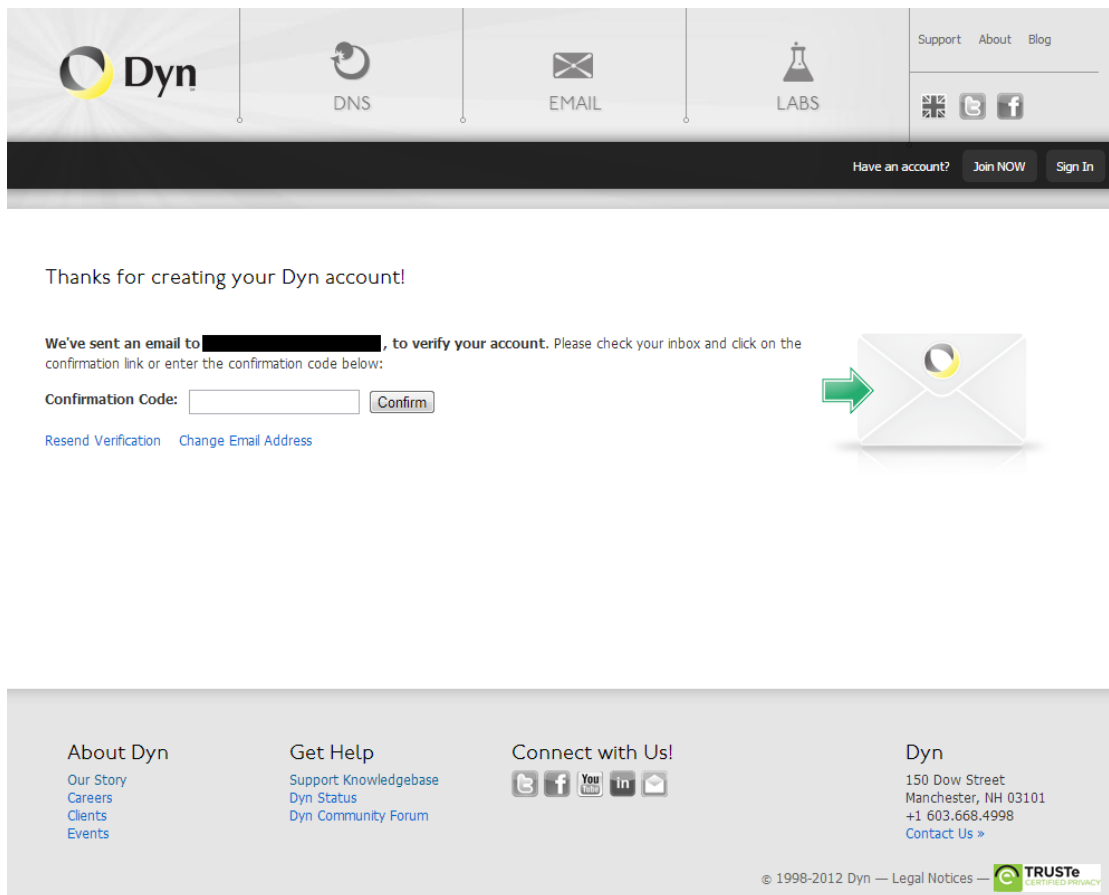 Dyn
DNS
EMAIL
LABS
Support About Blog
Have an account? Join NOW Sign In
Thanks for creating your Dyn account!
We've sent an email to , to verify your account. Please check your inbox and click on the
confirmation link or enter the confirmation code below:
Confirmation Code: Confirm
Resend Verification Change Email Address
About Dyn
Our Story
Careers
Clients
Events
Get Help
Support Knowledgebase
Dyn Status
Dyn Community Forum
Connect with Us!
You Tube in
Dyn
150 Dow Street
Manchester, NH 03101
+1 603.668.4998
Contact Us »
© 1998-2012 Dyn — Legal Notices — TRUSTe
CERTIFIED PRIVACY